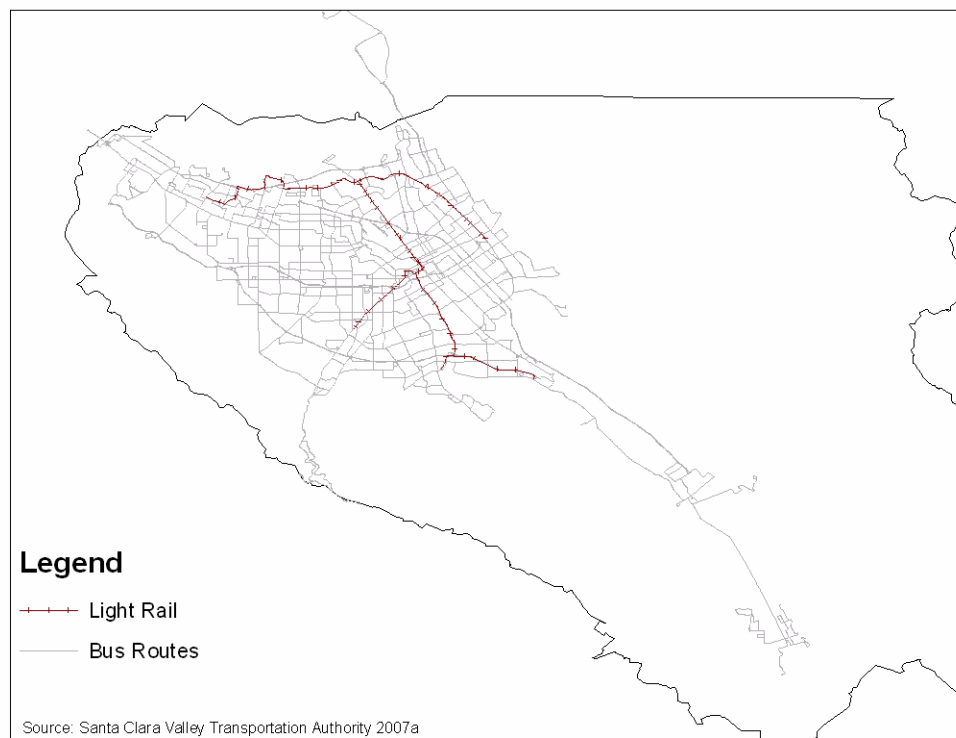 Legend
Light Rail
Bus Routes
Source: Santa Clara Valley Transportation Authority 2007a